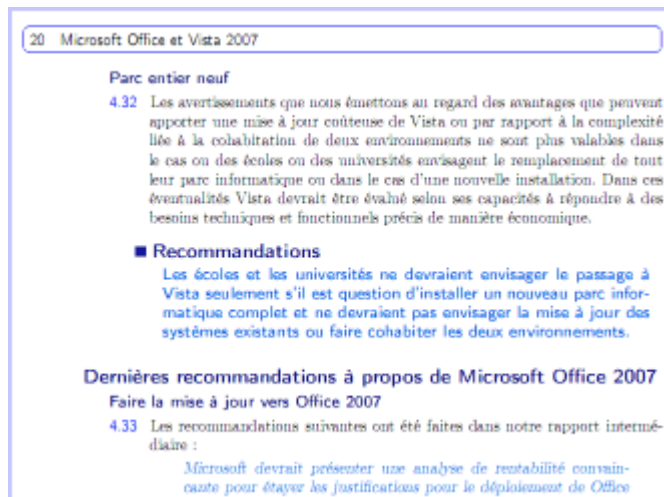 20 Microsoft Office et Vista 2007
Parc entier neuf
4.32 Les avertissements que nous émettons au regard des avantages que peuvent
apporter une mise à jour coûteuse de Vista ou par rapport à la complexité
liée à la cohabitation de deux environnements ne sont plus valables dans
le cas ou des écoles ou des universités envisagent le remplacement de tout
leur parc informatique ou dans le cas d'une nouvelle installation. Dans ces
éventualités Vista devrait être évalué selon ses capacités à répondre à des
besoins techniques et fonctionnels précis de manière économique.
■ Recommandations
Les écoles et les universités ne devraient envisager le passage à
Vista seulement s'il est question d'installer un nouveau parc infor-
matique complet et ne devraient pas envisager la mise à jour des
systèmes existants ou faire cohabiter les deux environnements.
Dernières recommandations à propos de Microsoft Office 2007
Faire la mise à jour vers Office 2007
4.33 Les recommandations suivantes ont été faites dans notre rapport intermé-
diaire :
Microsoft devrait présenter une analyse de rentabilité convain-
cante pour étayer les justifications pour le déploiement de Office